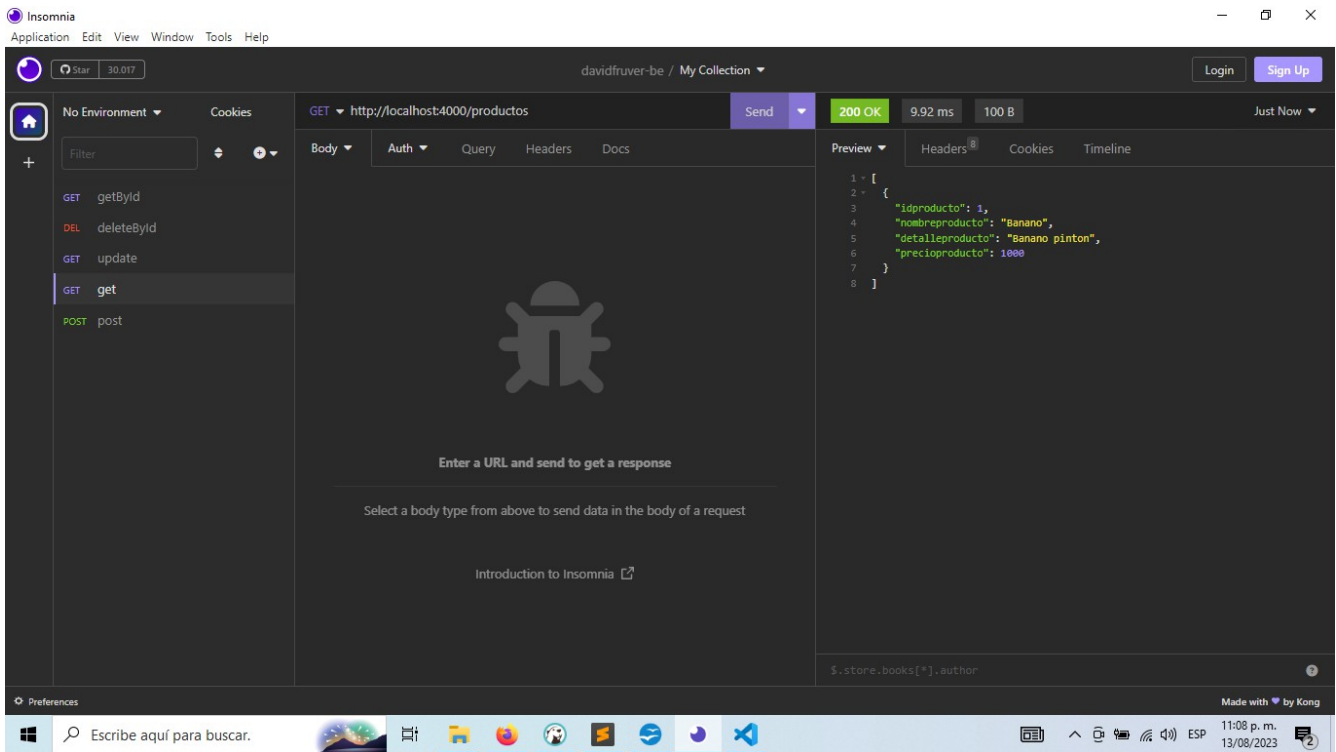 Insomnia
Application Edit View Window Tools Help
Star 30.017
davidfruver-be / My Collection
Login
Sign Up
No Environment
Cookies
Filter
GET getById
DEL deleteById
GET update
GET get
POST post
GET http://localhost:4000/productos
Send
Body
Auth
Query
Headers
Docs
Enter a URL and send to get a response
Select a body type from above to send data in the body of a request
Introduction to Insomnia
200 OK
9.92 ms
100 B
Just Now
Preview
Headers 8
Cookies
Timeline
1 [
2 {
3 "idproducto": 1,
4 "nombreproducto": "Banano",
5 "detalleproducto": "Banano pinton",
6 "precioproducto": 1000
7 }
8 ]
$.store.books[*].author
Preferences
Made with by Kong
Escribe aquí para buscar.
ESP
11:08 p. m.
13/08/2023
2